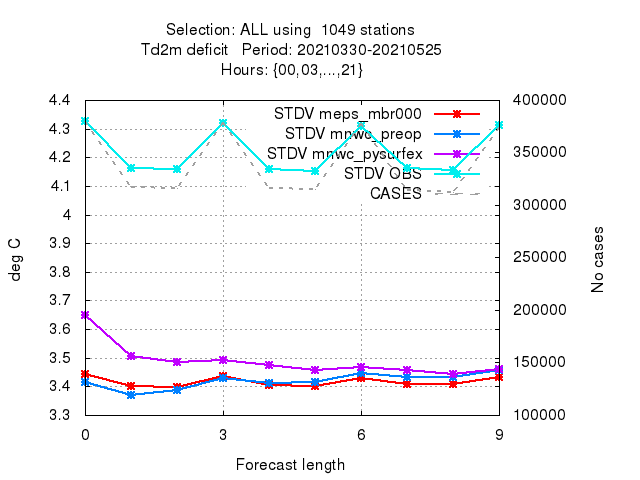 Selection: ALL using  1049 stations
Td2m deficit   Period: 20210330-20210525
Hours: {00,03,...,21}
STDV meps_mbr000
STDV mnwc_preop
STDV mnwc_pysurfex
STDV OBS
CASES
4.4
4.3
4.2
4.1
4
3.9
3.8
3.7
3.6
3.5
3.4
3.3
deg C
400000
350000
300000
250000
200000
150000
100000
No cases
0 3 6 9
Forecast length